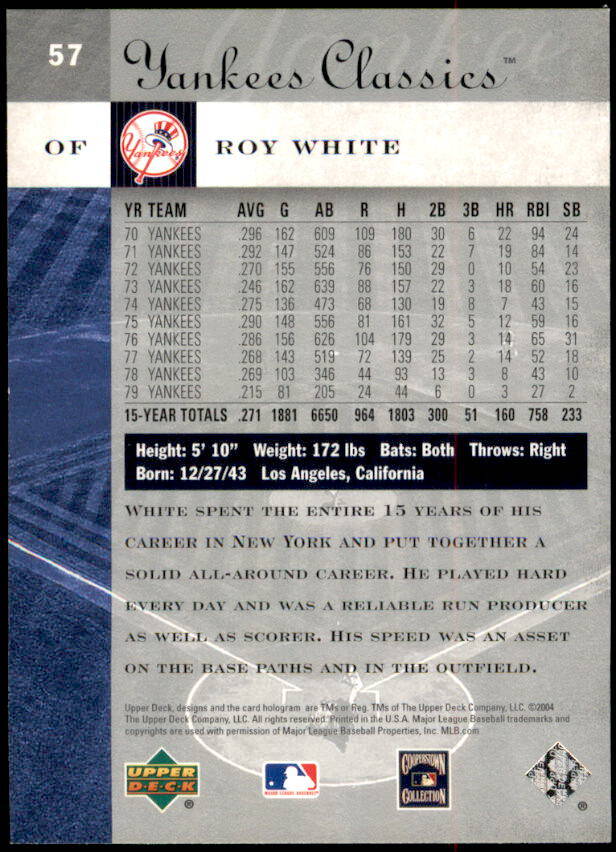 57
Yankees Classics™
OF
Yankees
ROY WHITE
YR TEAM AVG G AB R H 2B 3B HR RBI SB
70 YANKEES .296 162 609 109 180 30 6 22 94 24
71 YANKEES .292 147 524 86 153 22 7 19 84 14
72 YANKEES .270 155 556 76 150 29 0 10 54 23
73 YANKEES .246 162 639 88 157 22 3 18 60 16
74 YANKEES .275 136 473 68 130 19 8 7 43 15
75 YANKEES .290 148 556 81 161 32 5 12 59 16
76 YANKEES .286 156 626 104 179 29 3 14 65 31
77 YANKEES .268 143 519 72 139 25 2 14 52 18
78 YANKEES .269 103 346 44 93 13 3 8 43 10
79 YANKEES .215 81 205 24 44 6 0 3 27 2
15-YEAR TOTALS .271 1881 6650 964 1803 300 51 160 758 233
Height: 5' 10" Weight: 172 lbs Bats: Both Throws: Right
Born: 12/27/43 Los Angeles, California
WHITE SPENT THE ENTIRE 15 YEARS OF HIS
CAREER IN NEW YORK AND PUT TOGETHER A
SOLID ALL-AROUND CAREER. HE PLAYED HARD
EVERY DAY AND WAS A RELIABLE RUN PRODUCER
AS WELL AS SCORER. HIS SPEED WAS AN ASSET
ON THE BASE PATHS AND IN THE OUTFIELD.
Upper Deck, designs and the card hologram are TMs or Reg. TMs of The Upper Deck Company, LLC. ©2004
The Upper Deck Company, LLC. All rights reserved. Printed in the U.S.A. Major League Baseball trademarks and
copyrights are used with permission of Major League Baseball Properties, Inc. MLB.com
UPPER DECK ®
MAJOR LEAGUE BASEBALL
COOPERSTOWN COLLECTION
®